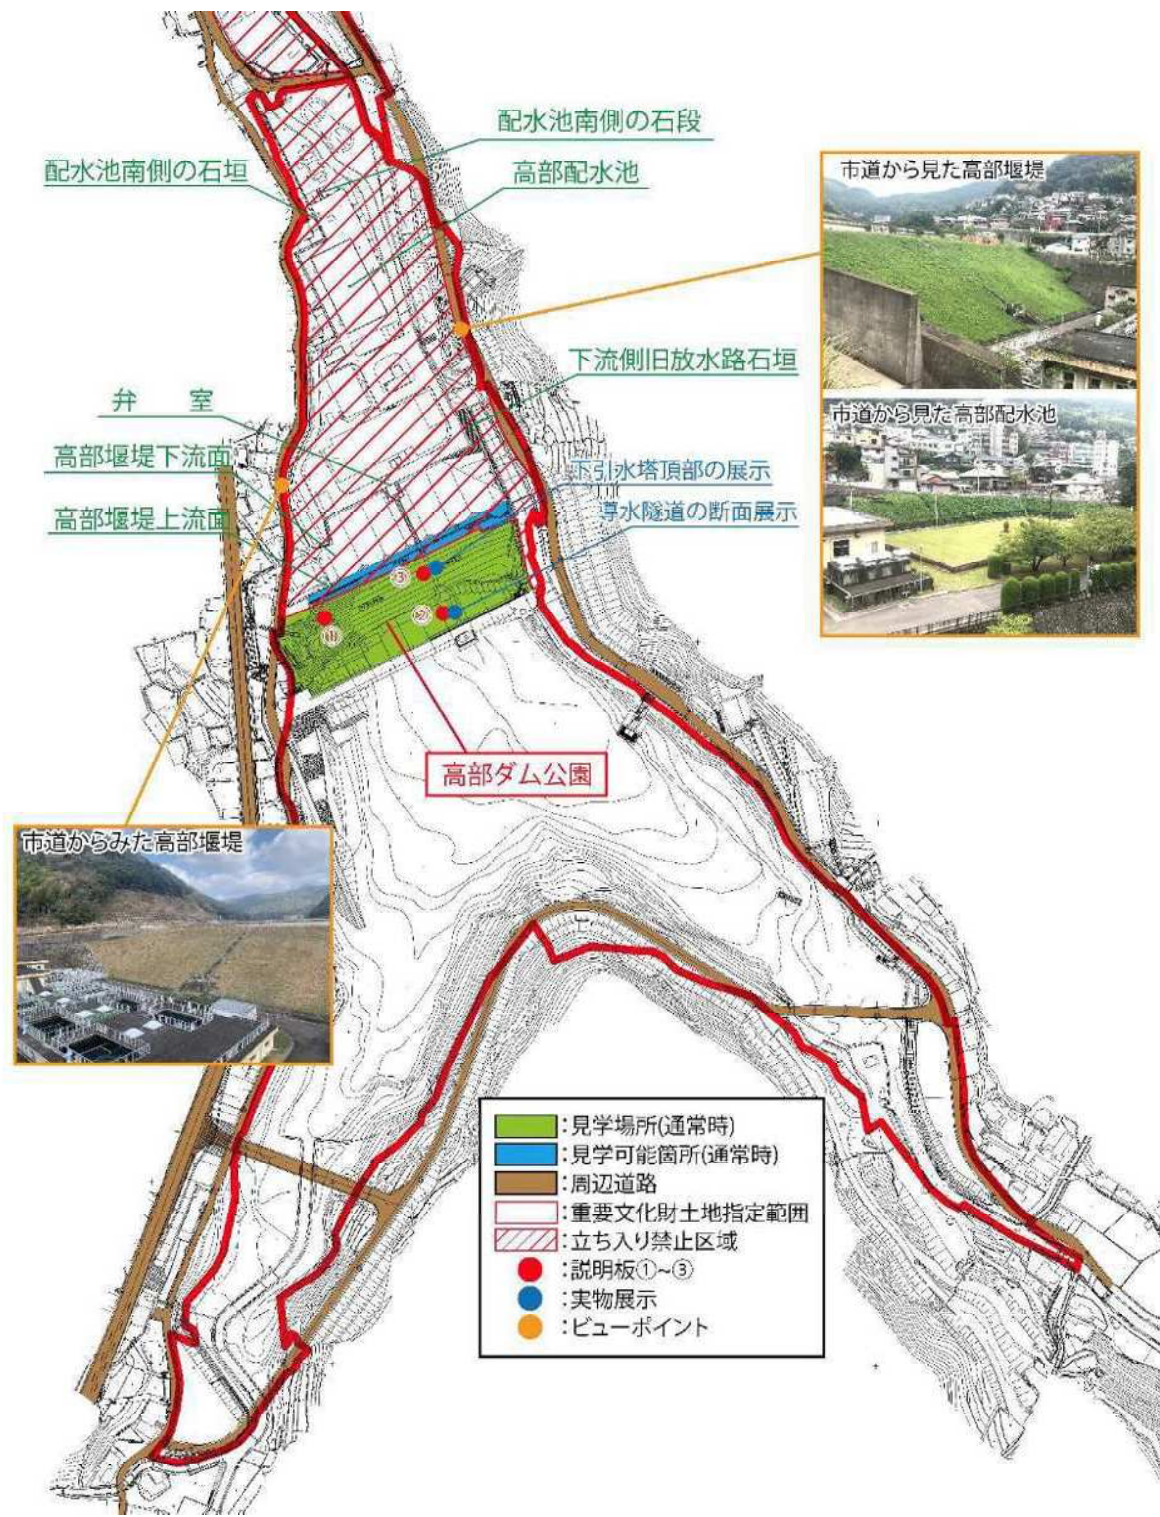 配水池南側の石段
配水池南側の石垣
高部配水池
市道から見た高部堰堤
下流側旧放水路石垣
弁　室
市道から見た高部配水池
高部堰堤下流面
下引水塔頂部の展示
高部堰堤上流面
導水隧道の断面展示
③
②
①
高部ダム公園
市道からみた高部堰堤
:見学場所(通常時)
:見学可能箇所(通常時)
:周辺道路
:重要文化財土地指定範囲
:立ち入り禁止区域
:説明板①~③
:実物展示
:ビューポイント